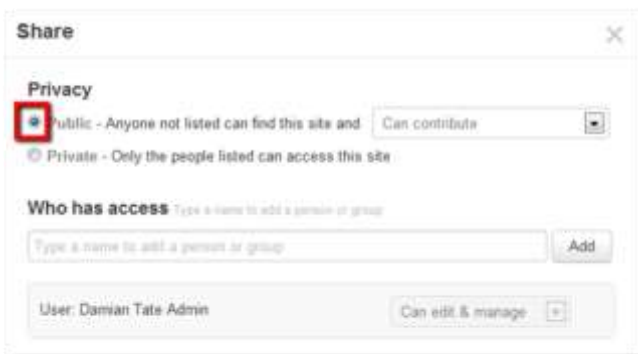 Share
Privacy
Public - Anyone not listed can find this site and Can contribute
Private - Only the people listed can access this site
Who has access Type a name to add a person or group
Type a name to add a person or group Add
User: Damian Tate Admin Can edit & manage +